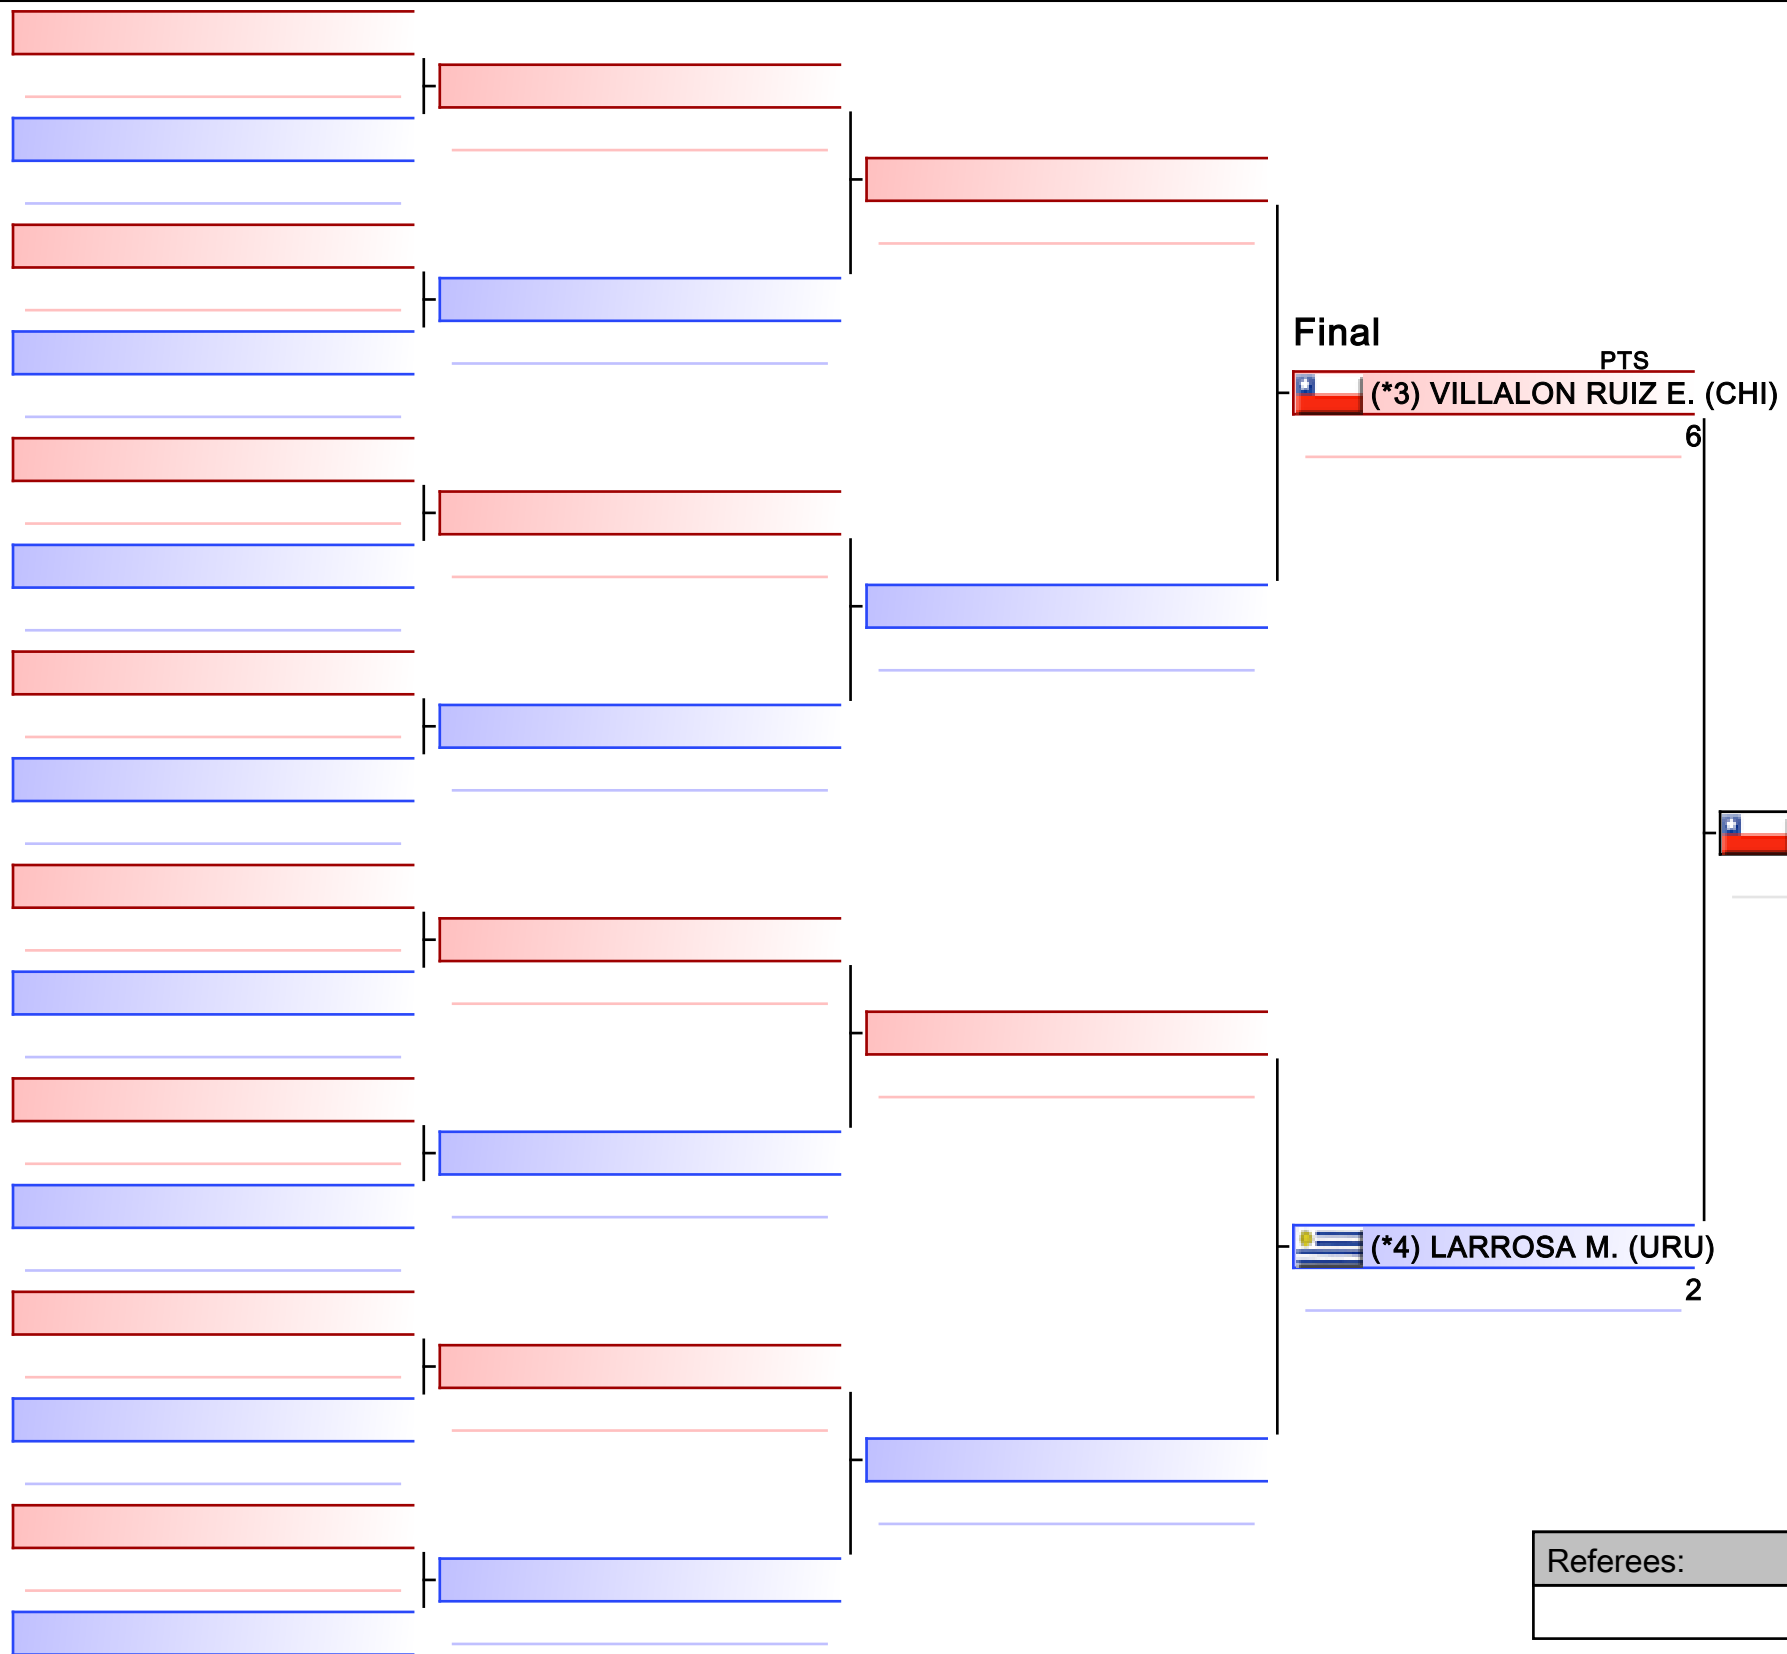 Final
PTS
(*3) VILLALON RUIZ E. (CHI)
6
(*4) LARROSA M. (URU)
2
Referees: